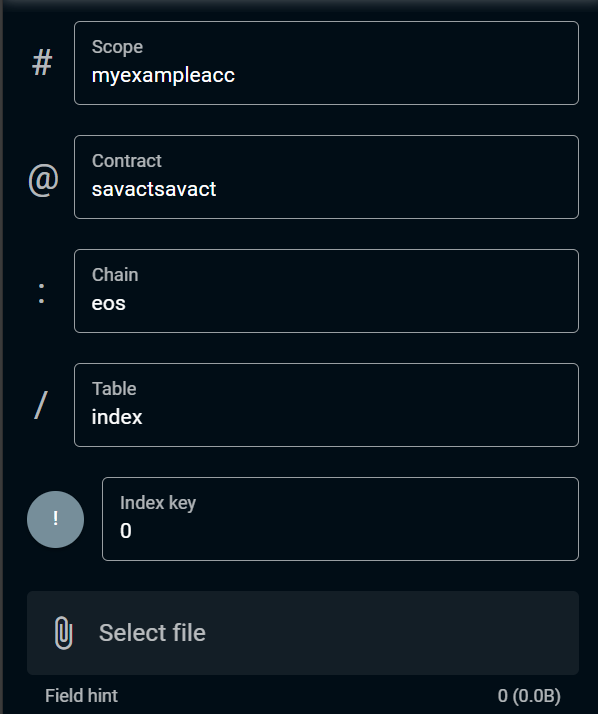 Scope
# myexampleacc
Contract
@ savactsavact
Chain
: eos
Table
/ index
Index key
! 0
Select file
Field hint 0 (0.0B)